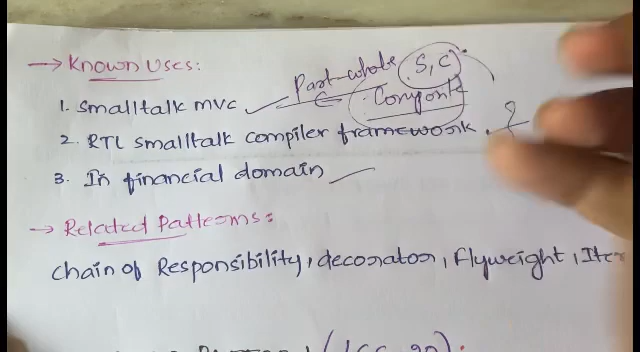 → Known Uses:
Part-whole S, C
1. Smalltalk mvc
2. RTL smalltalk compiler framework.
3. In financial domain
→ Related Patterns:
Chain of Responsibility, decorator, Flyweight, Iter